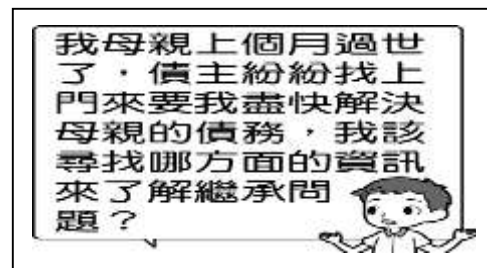 我母親上個月過世
了，債主紛紛找上
門來要我盡快解決
母親的債務，我該
尋找哪方面的資訊
來了解繼承問
題？